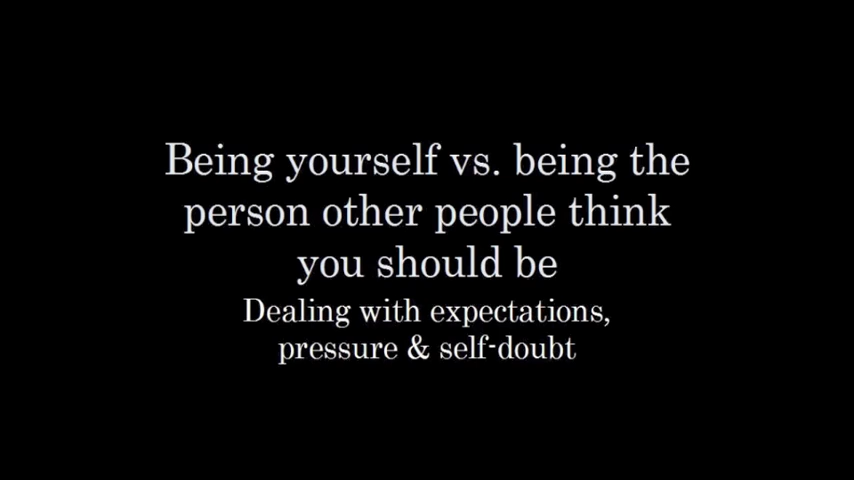 Being yourself vs. being the
person other people think
you should be
Dealing with expectations,
pressure & self-doubt